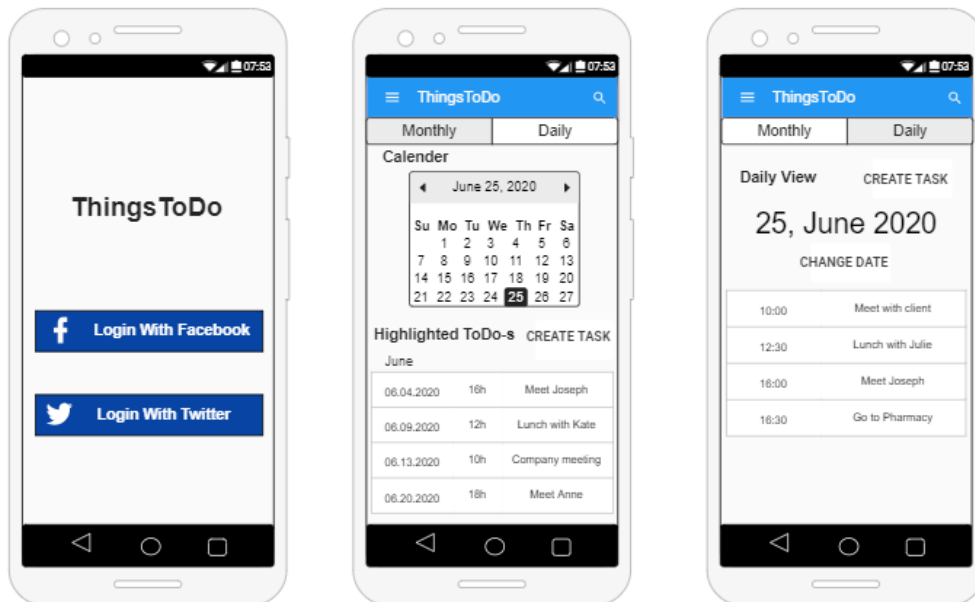 07:53
ThingsToDo
Login With Facebook
Login With Twitter
07:53
ThingsToDo
Monthly Daily
Calender
June 25, 2020
Su Mo Tu We Th Fr Sa
1 2 3 4 5 6
7 8 9 10 11 12 13
14 15 16 17 18 19 20
21 22 23 24 25 26 27
Highlighted ToDo-s CREATE TASK
June
06.04.2020 16h Meet Joseph
06.09.2020 12h Lunch with Kate
06.13.2020 10h Company meeting
06.20.2020 18h Meet Anne
07:53
ThingsToDo
Monthly Daily
Daily View CREATE TASK
25, June 2020
CHANGE DATE
10:00 Meet with client
12:30 Lunch with Julie
16:00 Meet Joseph
16:30 Go to Pharmacy